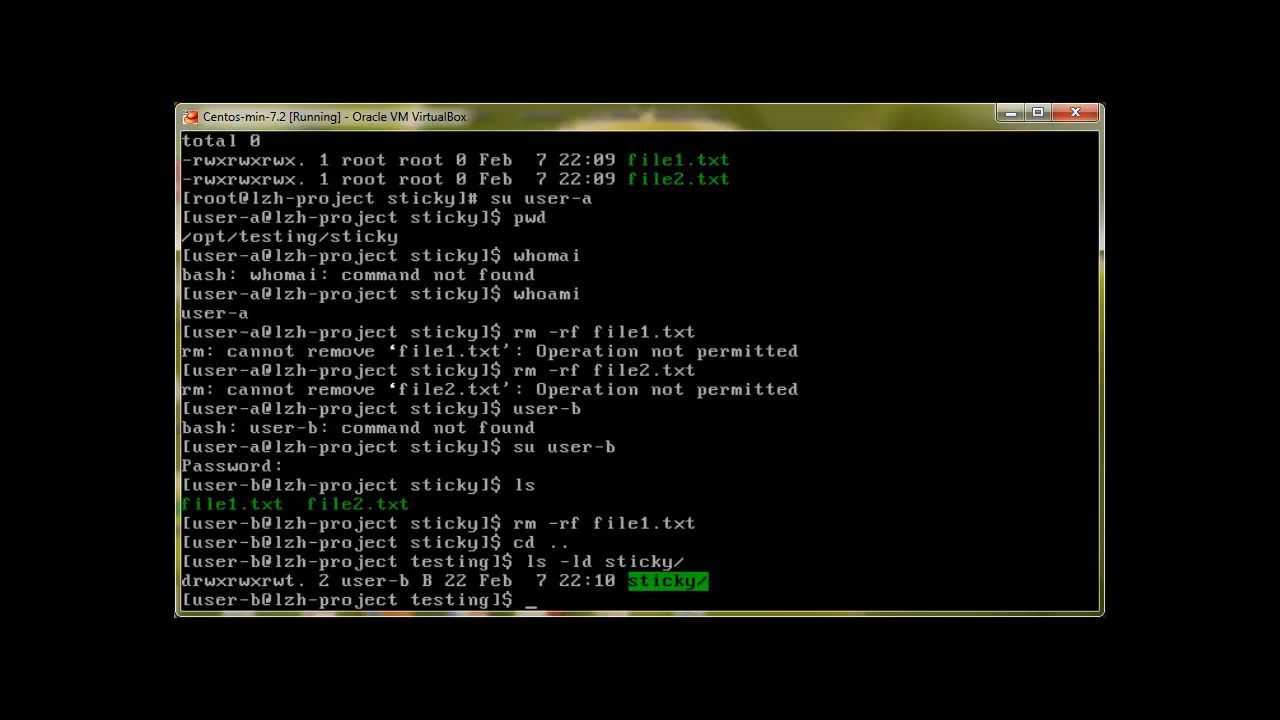 Centos-min-7.2 [Running] - Oracle VM VirtualBox
total 0
-rwxrwxrwx. 1 root root 0 Feb  7 22:09 file1.txt
-rwxrwxrwx. 1 root root 0 Feb  7 22:09 file2.txt
[root@lzh-project sticky]# su user-a
[user-a@lzh-project sticky]$ pwd
/opt/testing/sticky
[user-a@lzh-project sticky]$ whomai
bash: whomai: command not found
[user-a@lzh-project sticky]$ whoami
user-a
[user-a@lzh-project sticky]$ rm -rf file1.txt
rm: cannot remove ‘file1.txt’: Operation not permitted
[user-a@lzh-project sticky]$ rm -rf file2.txt
rm: cannot remove ‘file2.txt’: Operation not permitted
[user-a@lzh-project sticky]$ user-b
bash: user-b: command not found
[user-a@lzh-project sticky]$ su user-b
Password:
[user-b@lzh-project sticky]$ ls
file1.txt  file2.txt
[user-b@lzh-project sticky]$ rm -rf file1.txt
[user-b@lzh-project sticky]$ cd ..
[user-b@lzh-project testing]$ ls -ld sticky/
drwxrwxrwt. 2 user-b B 22 Feb  7 22:10 sticky/
[user-b@lzh-project testing]$ _